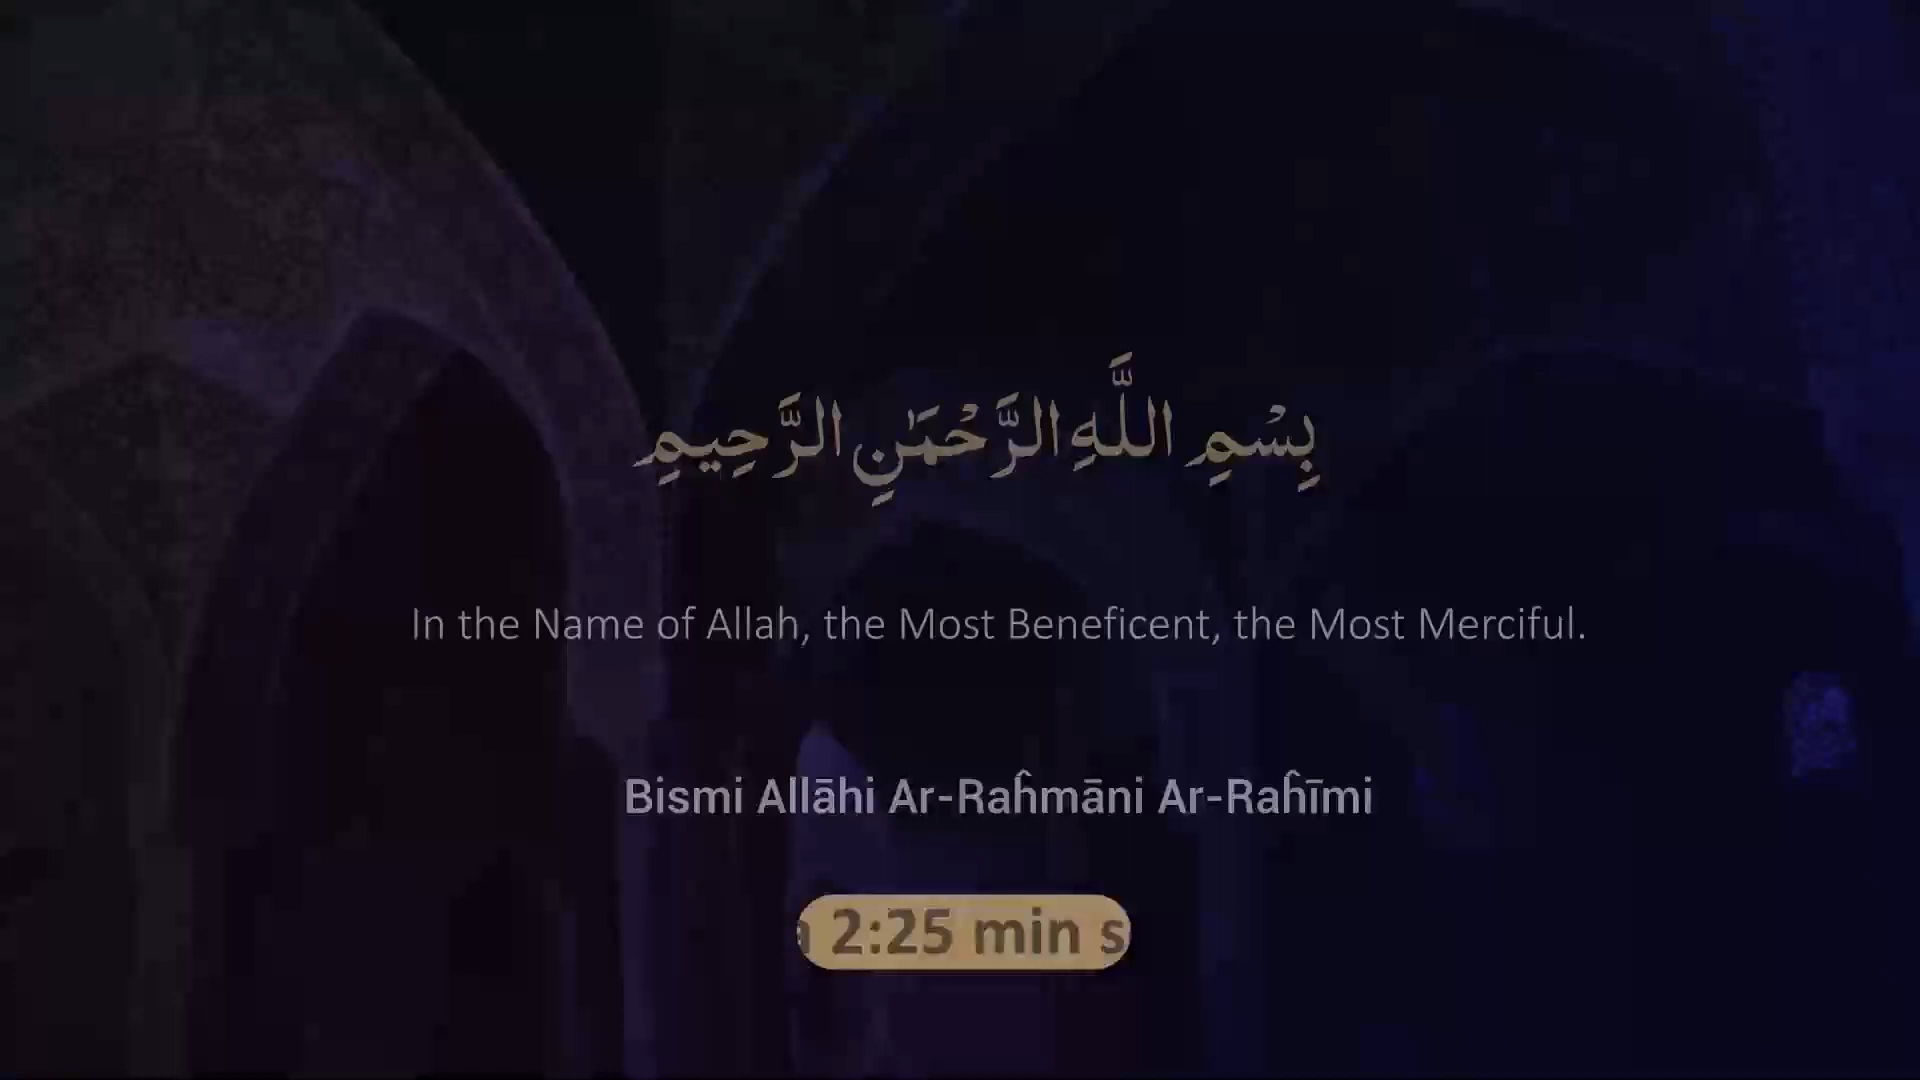 بِسْمِ اللَّهِ الرَّحْمَٰنِ الرَّحِيمِ
In the Name of Allah, the Most Beneficent, the Most Merciful.
Bismi Allāhi Ar-Raĥmāni Ar-Raĥīmi
2:25 min